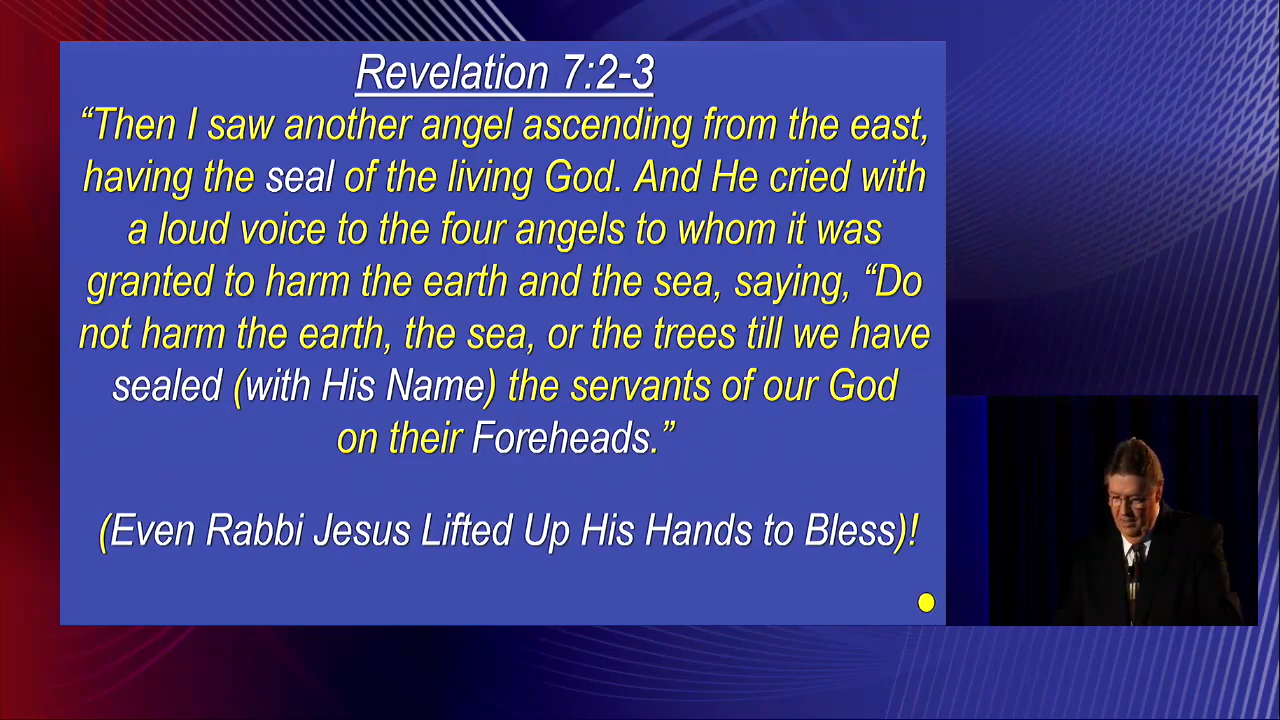 Revelation 7:2-3
“Then I saw another angel ascending from the east,
having the seal of the living God. And He cried with
a loud voice to the four angels to whom it was
granted to harm the earth and the sea, saying, “Do
not harm the earth, the sea, or the trees till we have
sealed (with His Name) the servants of our God
on their Foreheads.”
(Even Rabbi Jesus Lifted Up His Hands to Bless)!